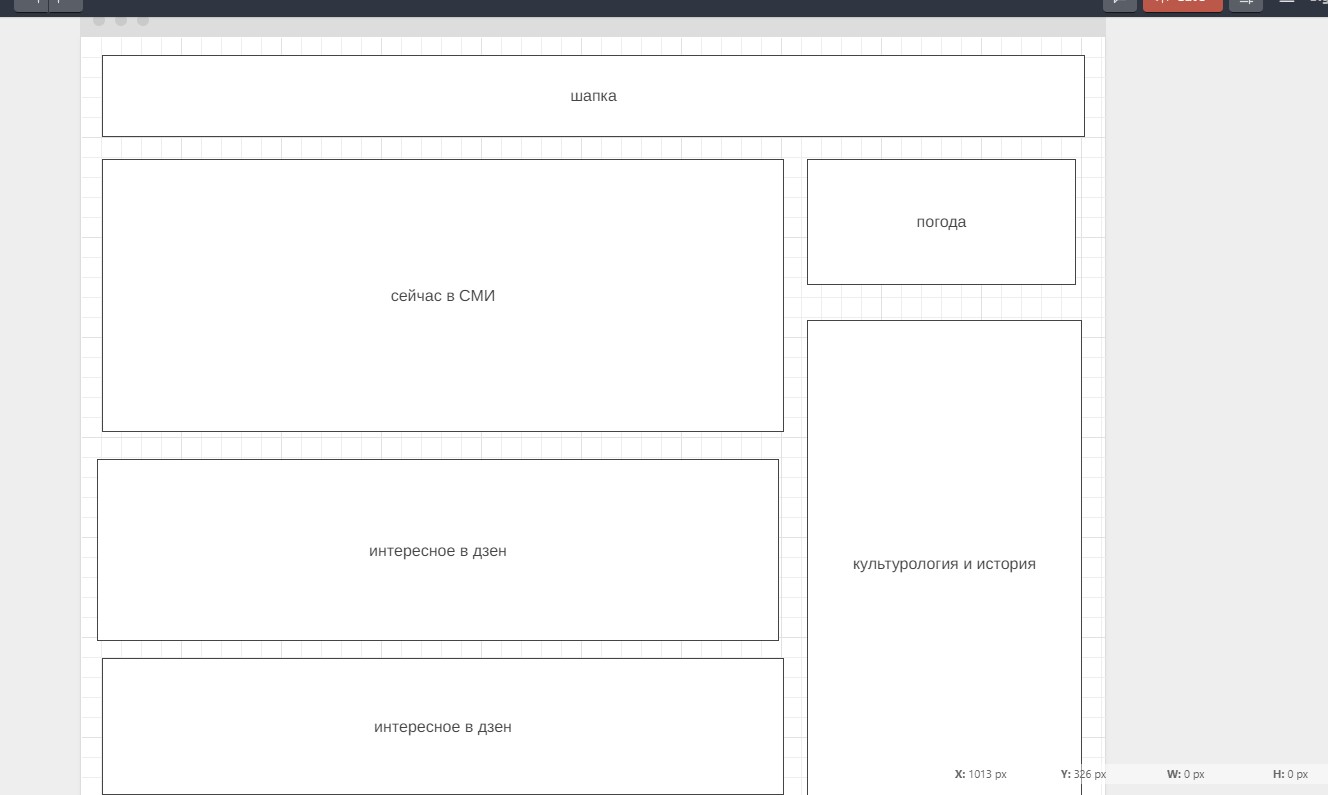 шапка
сейчас в СМИ
погода
интересное в дзен
культурология и история
интересное в дзен
X: 1013 px Y: 326 px W: 0 px H: 0 px